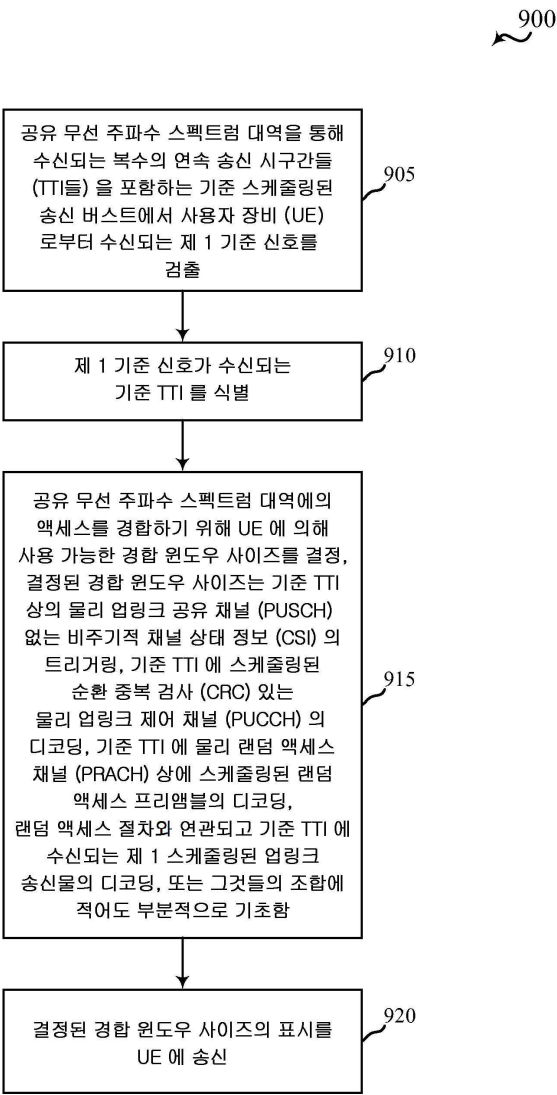 900
공유 무선 주파수 스펙트럼 대역을 통해
수신되는 복수의 연속 송신 시구간들
(TTI들) 을 포함하는 기준 스케줄링된
송신 버스트에서 사용자 장비 (UE)
로부터 수신되는 제 1 기준 신호를
검출
905
제 1 기준 신호가 수신되는
기준 TTI 를 식별
910
공유 무선 주파수 스펙트럼 대역에의
액세스를 경합하기 위해 UE 에 의해
사용 가능한 경합 윈도우 사이즈를 결정,
결정된 경합 윈도우 사이즈는 기준 TTI
상의 물리 업링크 공유 채널 (PUSCH)
없는 비주기적 채널 상태 정보 (CSI) 의
트리거링, 기준 TTI 에 스케줄링된
순환 중복 검사 (CRC) 있는
물리 업링크 제어 채널 (PUCCH) 의
디코딩, 기준 TTI 에 물리 랜덤 액세스
채널 (PRACH) 상에 스케줄링된 랜덤
액세스 프리앰블의 디코딩,
랜덤 액세스 절차와 연관되고 기준 TTI 에
수신되는 제 1 스케줄링된 업링크
송신물의 디코딩, 또는 그것들의 조합에
적어도 부분적으로 기초함
915
결정된 경합 윈도우 사이즈의 표시를
UE 에 송신
920